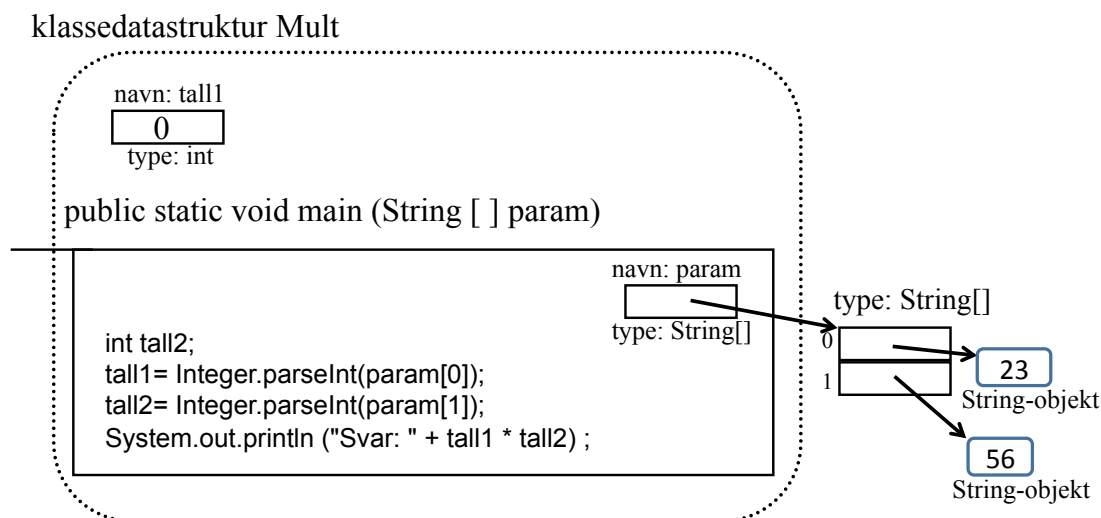 klassedatastruktur Mult
navn: tall1
0
type: int
public static void main (String [ ] param)
navn: param
type: String[]
type: String[]
0
1
23
String-objekt
56
String-objekt
int tall2;
tall1= Integer.parseInt(param[0]);
tall2= Integer.parseInt(param[1]);
System.out.println ("Svar: " + tall1 * tall2) ;